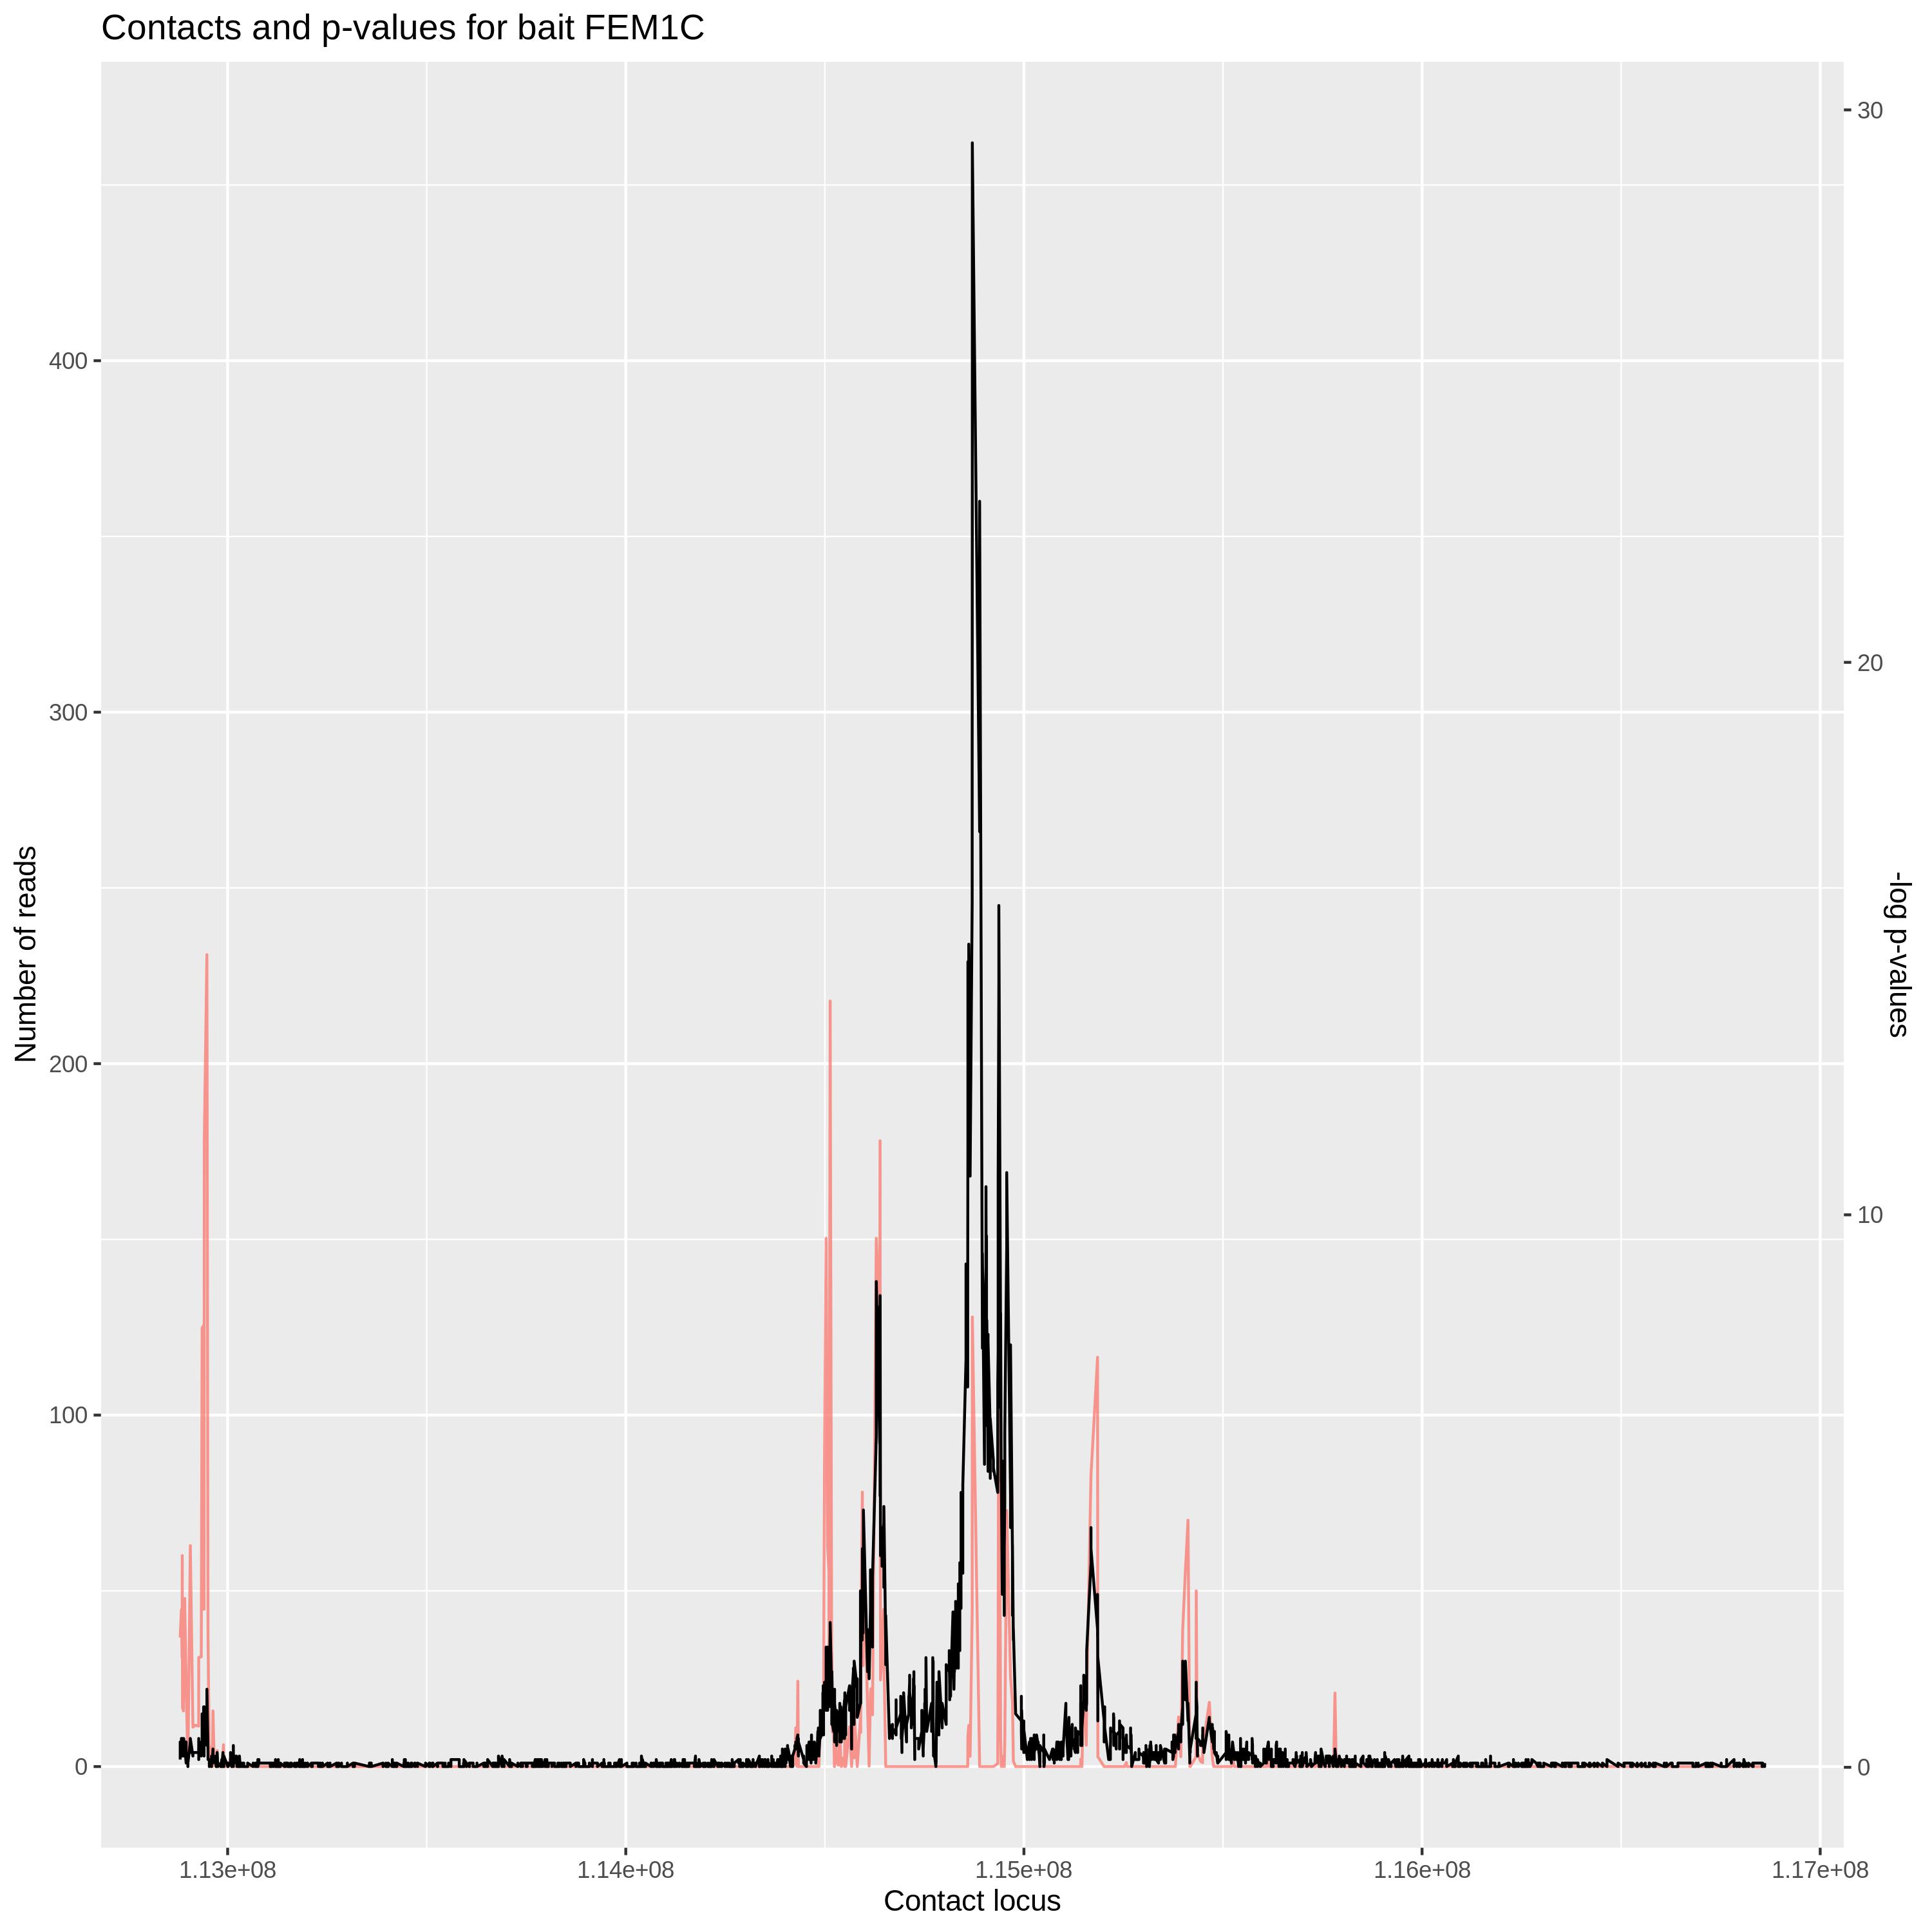 Contacts and p-values for bait FEM1C
30
400
20
300
Number of reads
-log p-values
200
10
100
0
0
1.13e+08 1.14e+08 1.15e+08 1.16e+08 1.17e+08
Contact locus